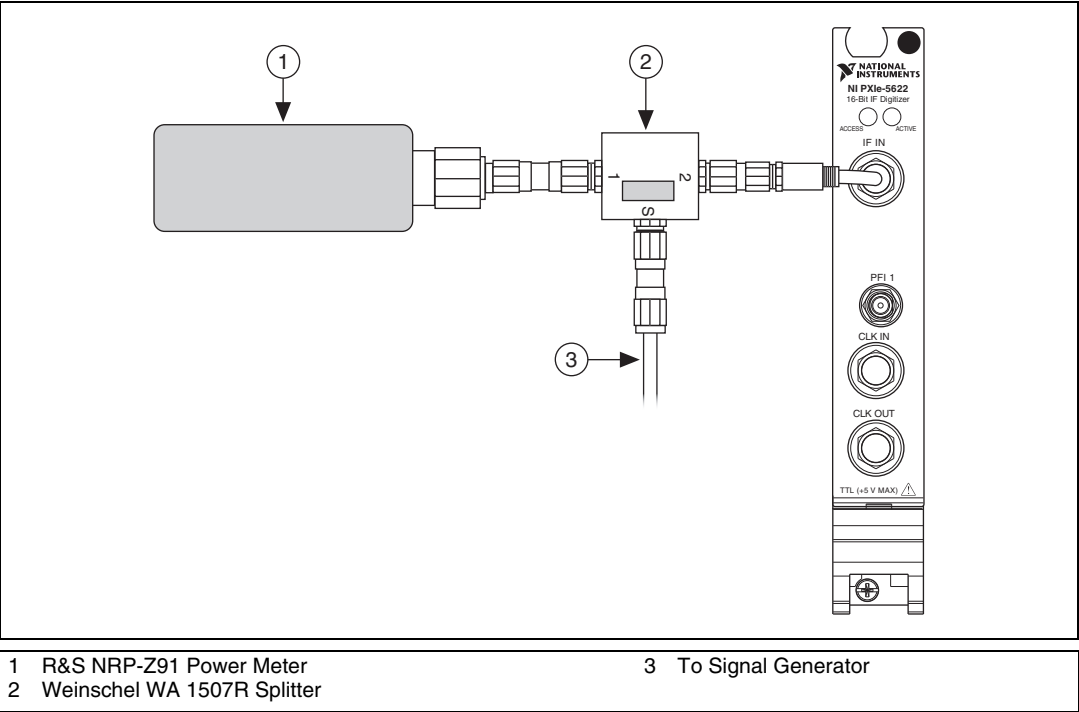 1
2
NATIONAL
INSTRUMENTS
NI PXIe-5622
16-Bit IF Digitizer
ACCESS ACTIVE
IF IN
1 2
S
PFI 1
3
CLK IN
CLK OUT
TTL (+5 V MAX)
1 R&S NRP-Z91 Power Meter
2 Weinschel WA 1507R Splitter
3 To Signal Generator